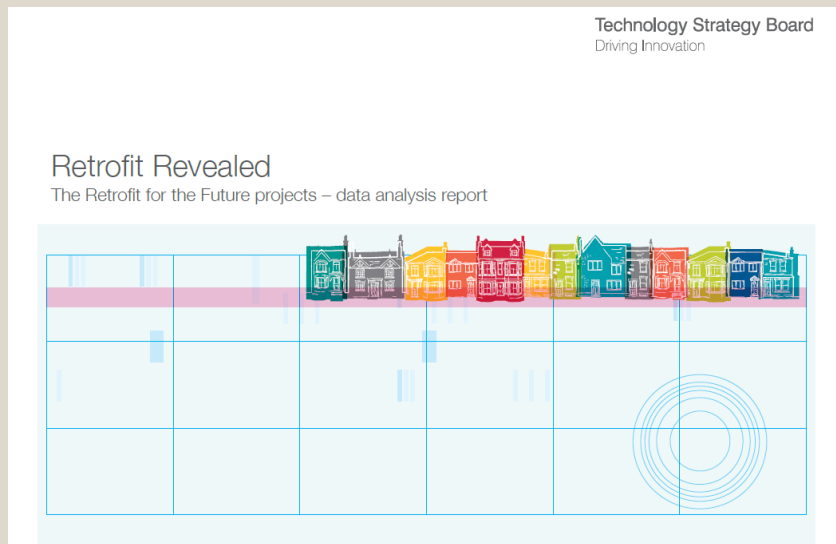 Technology Strategy Board
Driving Innovation
Retrofit Revealed
The Retrofit for the Future projects – data analysis report